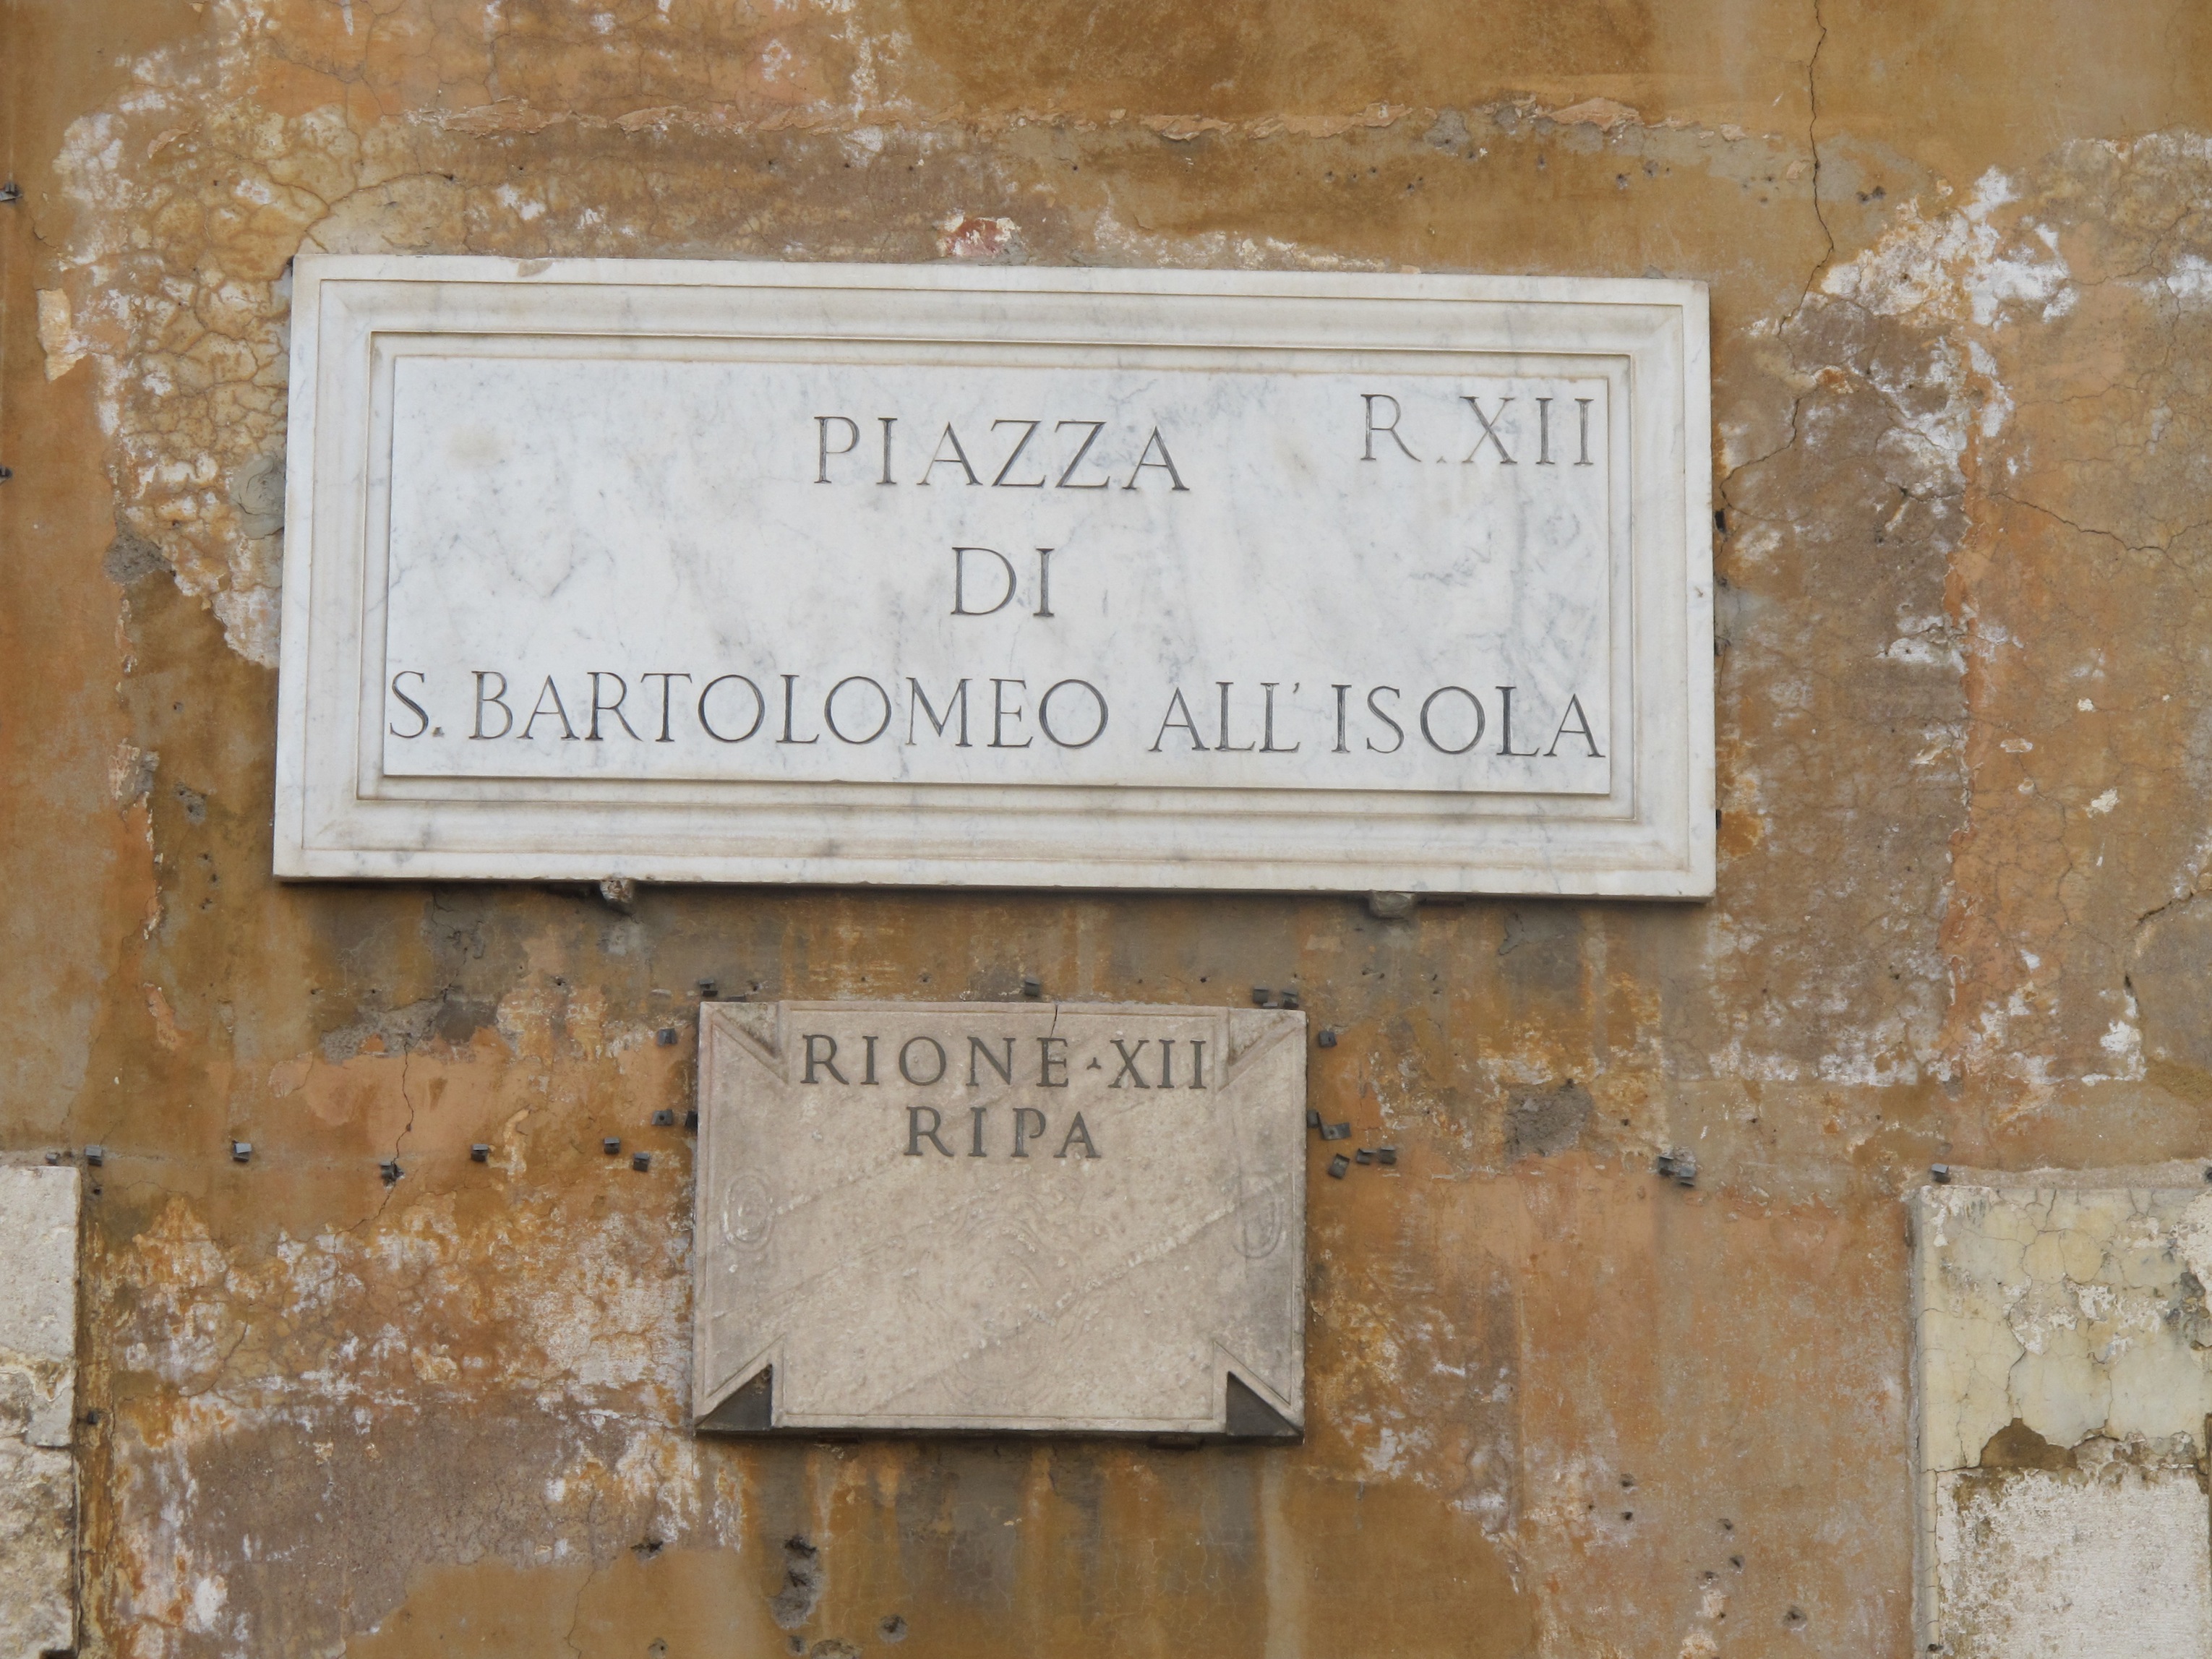 R. XII
PIAZZA
DI
S. BARTOLOMEO ALL'ISOLA
RIONE·XII
RIPA